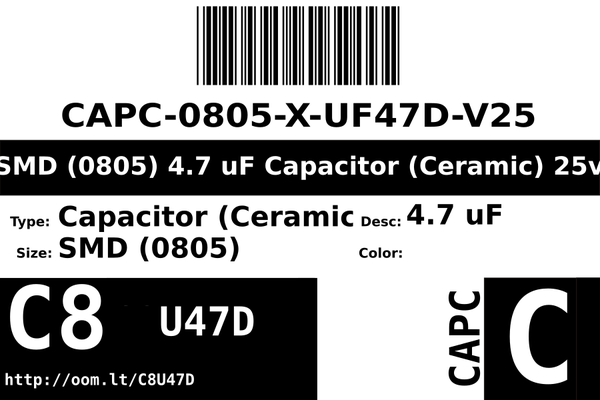 CAPC-0805-X-UF47D-V25
SMD (0805) 4.7 uF Capacitor (Ceramic) 25v
Type: Capacitor (Ceramic Desc: 4.7 uF
Size: SMD (0805) Color:
C8 U47D
http://oom.lt/C8U47D
CAPC
C